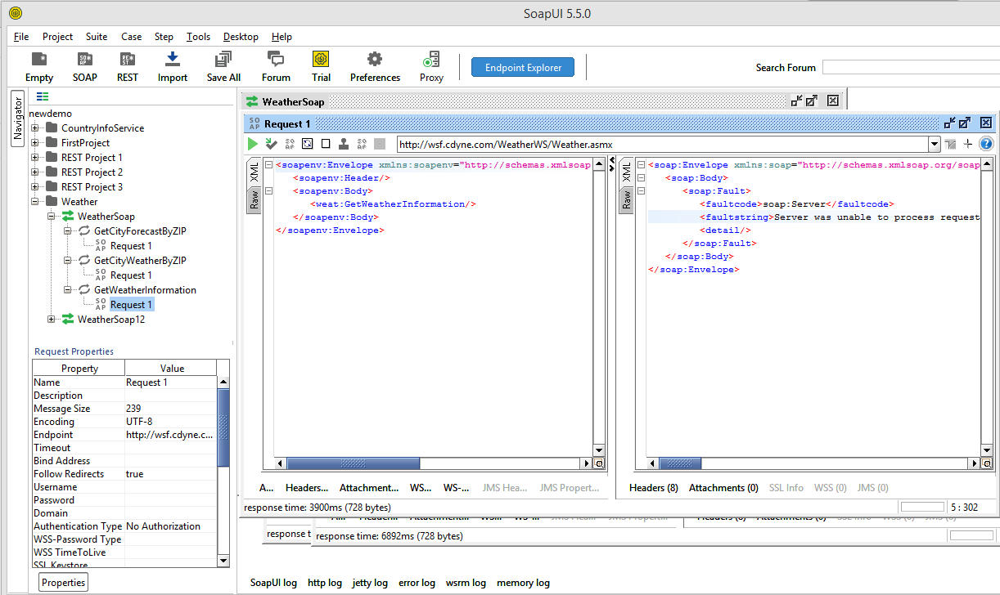 SoapUI 5.5.0
File Project Suite Case Step Tools Desktop Help
Empty SOAP REST Import Save All Forum Trial Preferences Proxy Endpoint Explorer Search Forum
Navigator
newdemo
CountryInfoService
FirstProject
REST Project 1
REST Project 2
REST Project 3
Weather
WeatherSoap
GetCityForecastByZIP
Request 1
GetCityWeatherByZIP
Request 1
GetWeatherInformation
Request 1
WeatherSoap12
Request Properties
Property Value
Name Request 1
Description
Message Size 239
Encoding UTF-8
Endpoint http://wsf.cdyne.c...
Timeout
Bind Address
Follow Redirects true
Username
Password
Domain
Authentication Type No Authorization
WSS-Password Type
WSS TimeToLive
SSL Keystore
Properties
WeatherSoap
SO AP Request 1
http://wsf.cdyne.com/WeatherWS/Weather.asmx
XML
Raw
<soapenv:Envelope xmlns:soapenv="http://schemas.xmlsoap
<soapenv:Header/>
<soapenv:Body>
<weat:GetWeatherInformation/>
</soapenv:Body>
</soapenv:Envelope>
XML
Raw
<soap:Envelope xmlns:soap="http://schemas.xmlsoap.org/soap
<soap:Body>
<soap:Fault>
<faultcode>soap:Server</faultcode>
<faultstring>Server was unable to process request
<detail/>
</soap:Fault>
</soap:Body>
</soap:Envelope>
A... Headers... Attachment... WS... WS-... JMS Hea... JMS Propert...
Headers (8) Attachments (0) SSL Info WSS (0) JMS (0)
response time: 3900ms (728 bytes) 5 : 302
response t response time: 6892ms (728 bytes)
SoapUI log http log jetty log error log wsrm log memory log